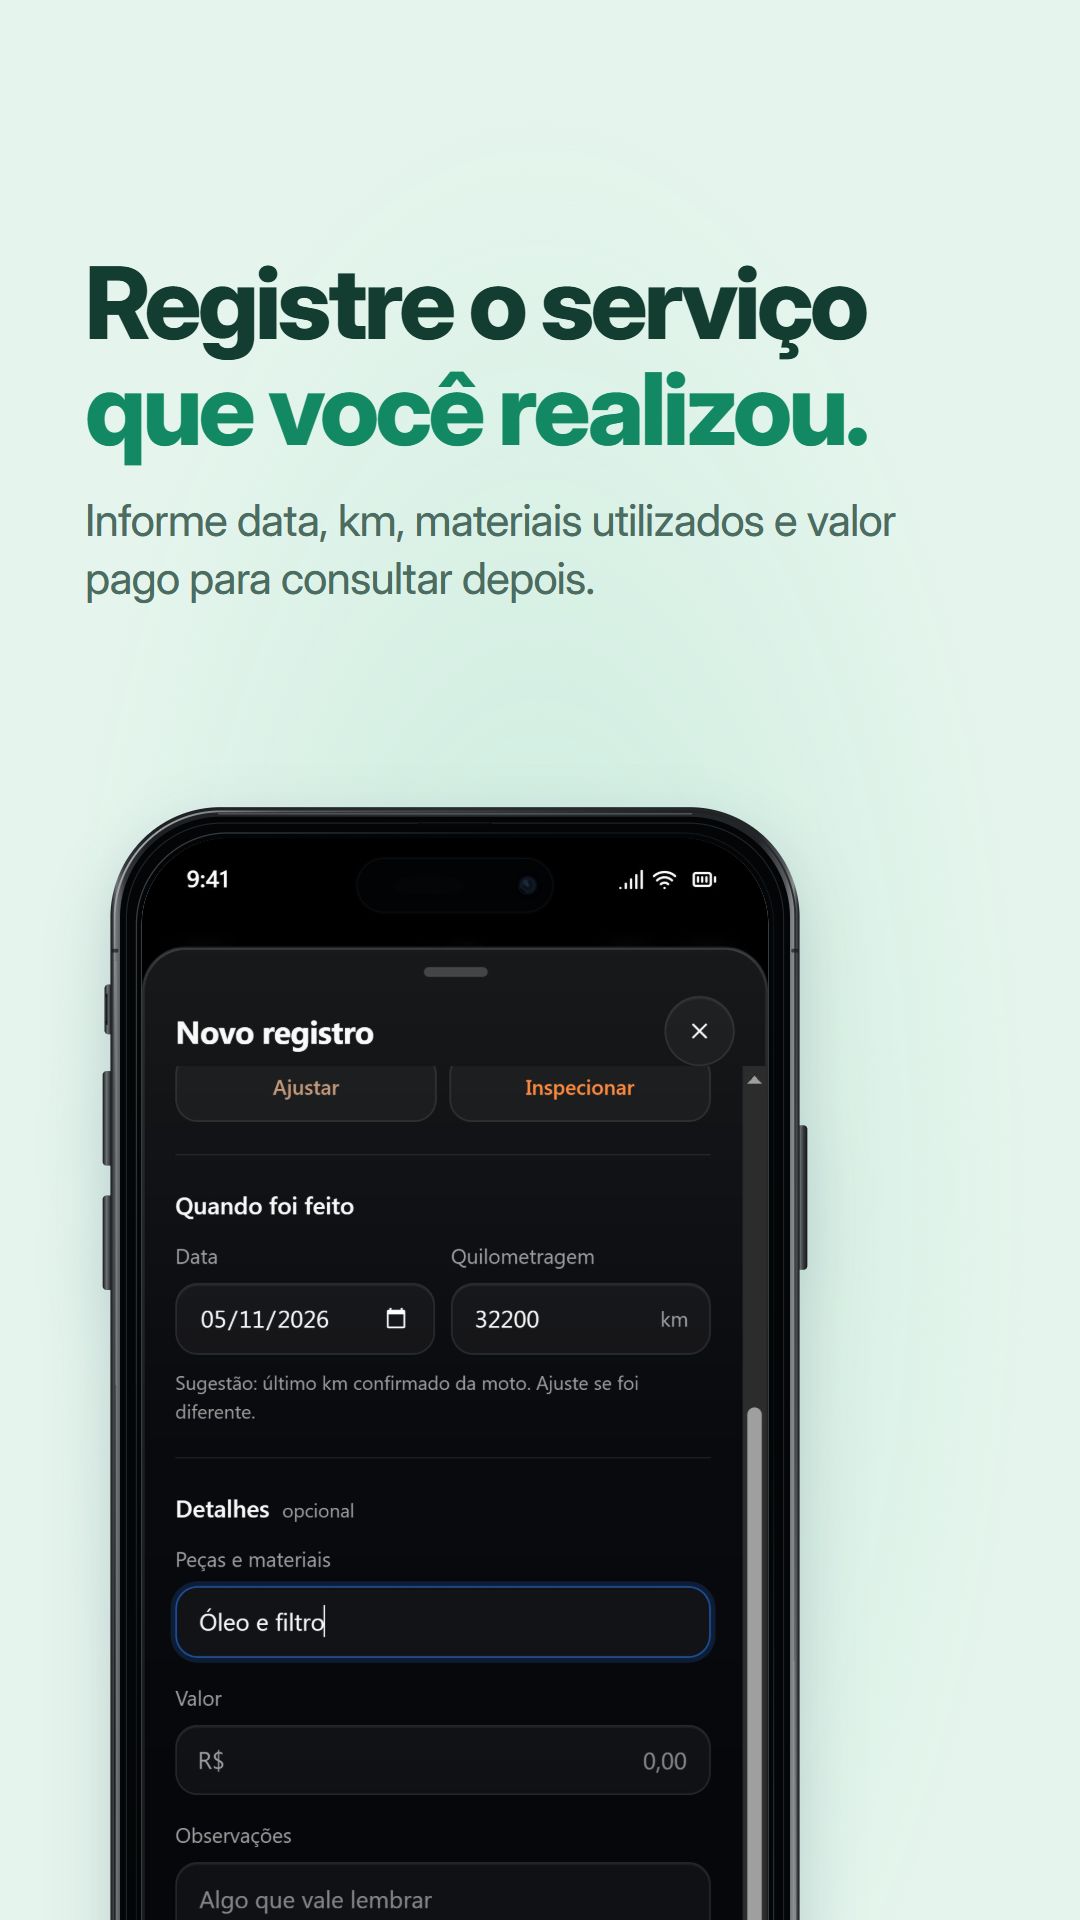 Registre o serviço
que você realizou.
Informe data, km, materiais utilizados e valor
pago para consultar depois.
9:41
Novo registro
Ajustar
Inspecionar
Quando foi feito
Data
Quilometragem
05/11/2026
32200 km
Sugestão: último km confirmado da moto. Ajuste se foi
diferente.
Detalhes opcional
Peças e materiais
Óleo e filtro
Valor
R$ 0,00
Observações
Algo que vale lembrar